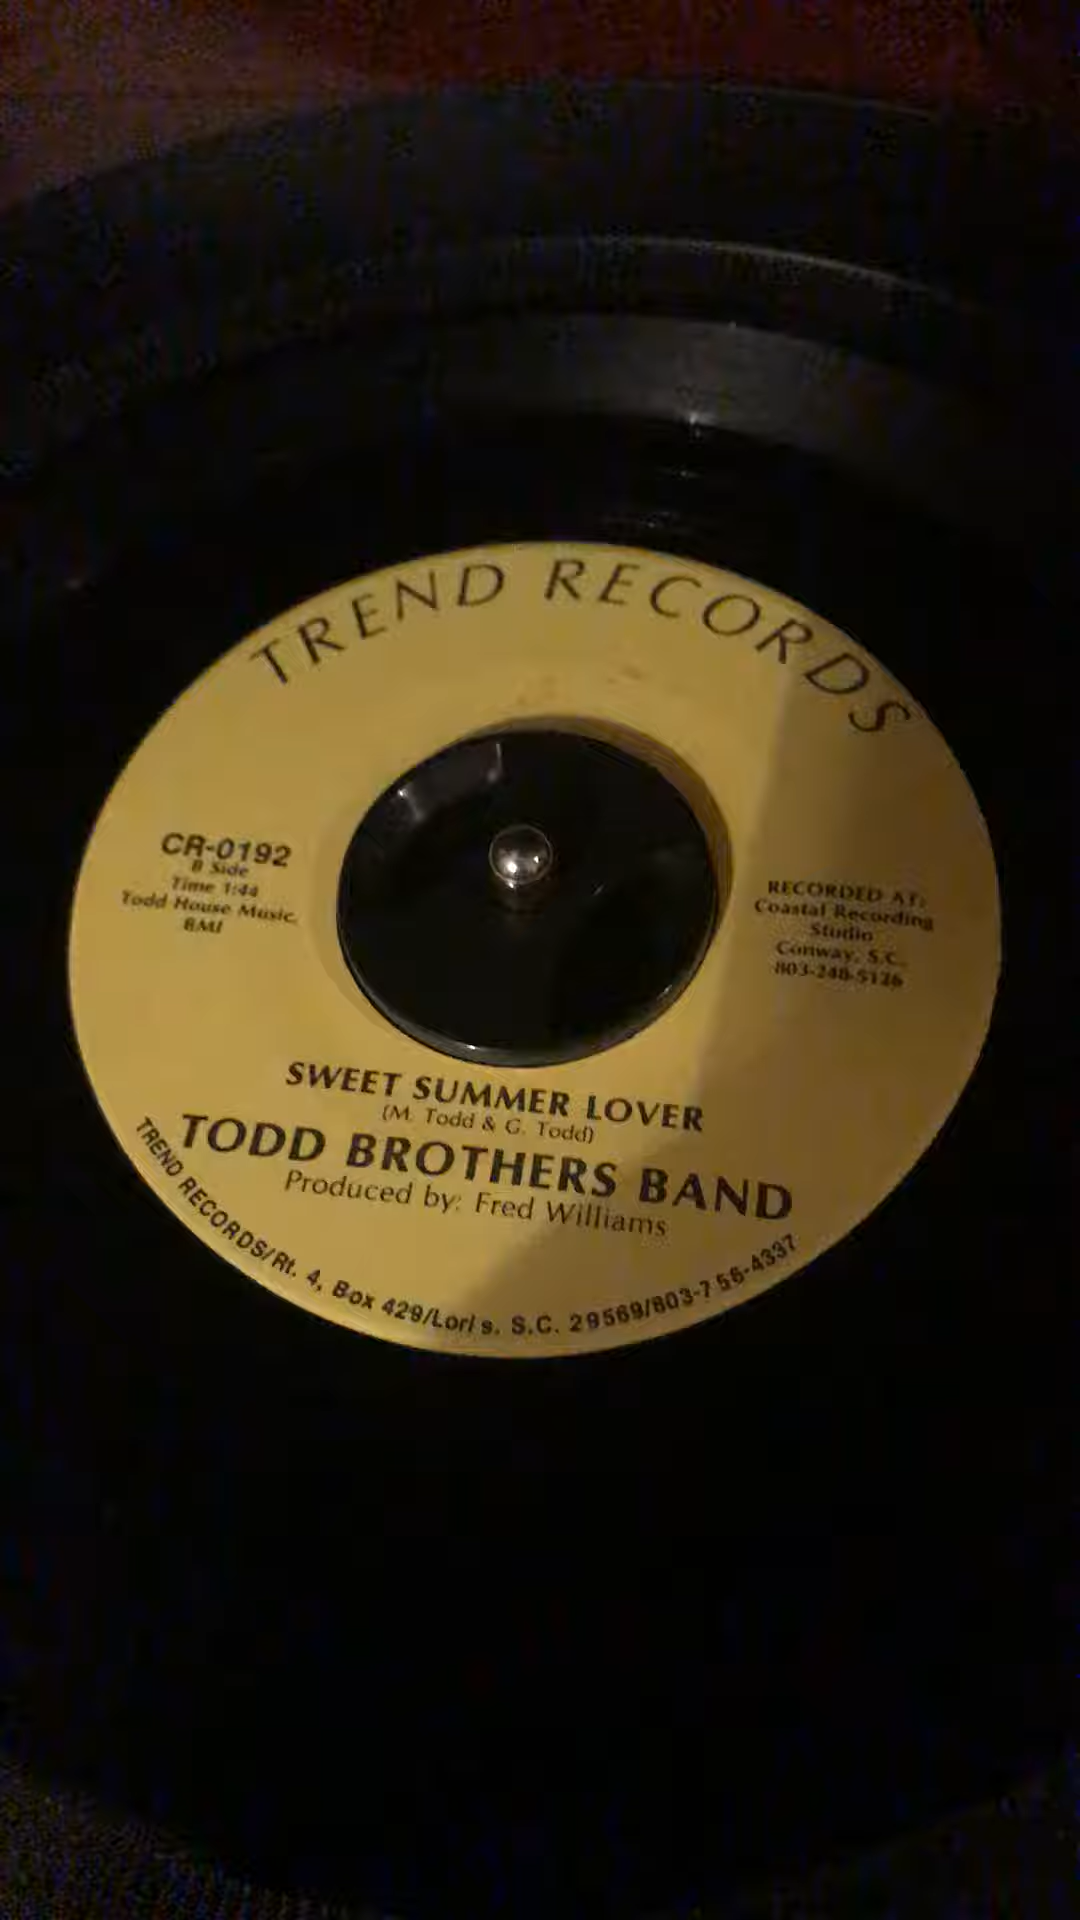 TREND RECORDS
CR-0192
B Side
Time 1:44
Todd House Music,
BMI
RECORDED AT:
Coastal Recording
Studio
Conway, S.C.
803-248-5126
SWEET SUMMER LOVER
(M. Todd & G. Todd)
TODD BROTHERS BAND
Produced by: Fred Williams
TREND RECORDS/Rt. 4, Box 429/Loris. S.C. 29569/803-756-4337